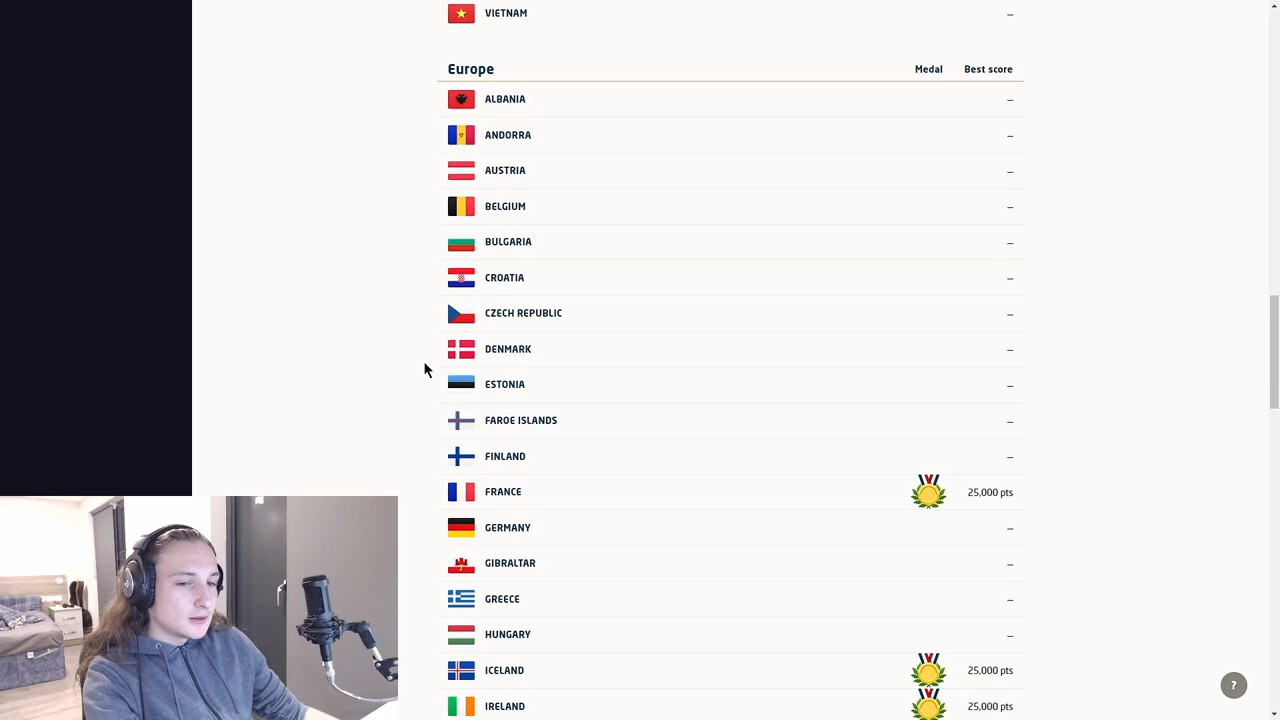 VIETNAM –
Europe Medal Best score
ALBANIA –
ANDORRA –
AUSTRIA –
BELGIUM –
BULGARIA –
CROATIA –
CZECH REPUBLIC –
DENMARK –
ESTONIA –
FAROE ISLANDS –
FINLAND –
FRANCE 25,000 pts
GERMANY –
GIBRALTAR –
GREECE –
HUNGARY –
ICELAND 25,000 pts
IRELAND 25,000 pts
?